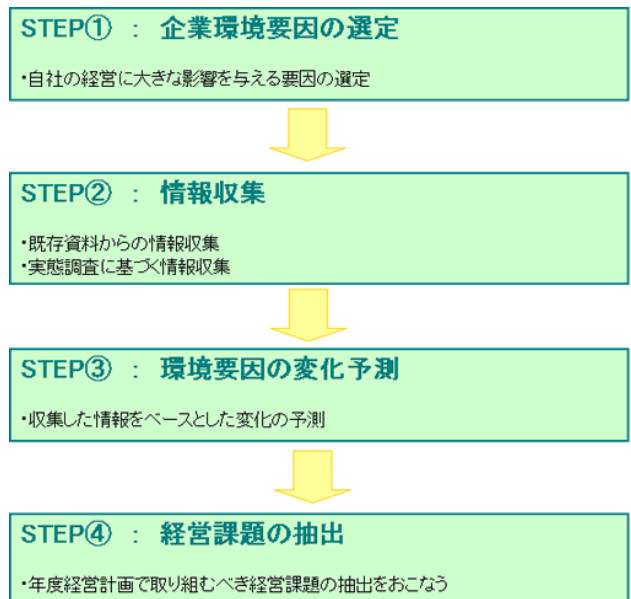 STEP① ： 企業環境要因の選定
・自社の経営に大きな影響を与える要因の選定
STEP② ： 情報収集
・既存資料からの情報収集
・実態調査に基づく情報収集
STEP③ ： 環境要因の変化予測
・収集した情報をベースとした変化の予測
STEP④ ： 経営課題の抽出
・年度経営計画で取り組むべき経営課題の抽出をおこなう